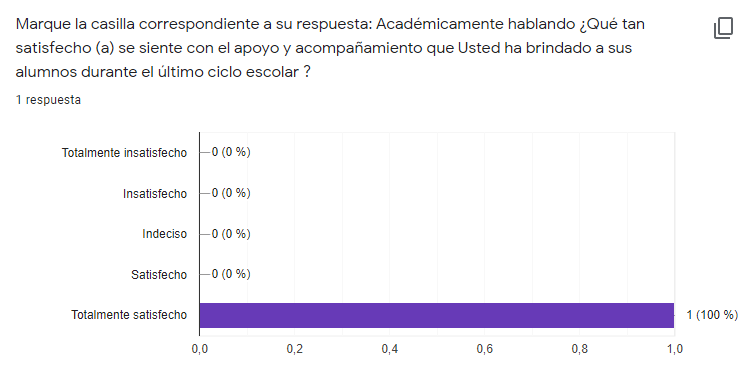 Marque la casilla correspondiente a su respuesta: Académicamente hablando ¿Qué tan
satisfecho (a) se siente con el apoyo y acompañamiento que Usted ha brindado a sus
alumnos durante el último ciclo escolar ?
1 respuesta
Totalmente insatisfecho 0 (0 %)
Insatisfecho 0 (0 %)
Indeciso 0 (0 %)
Satisfecho 0 (0 %)
Totalmente satisfecho 1 (100 %)
0,0 0,2 0,4 0,6 0,8 1,0